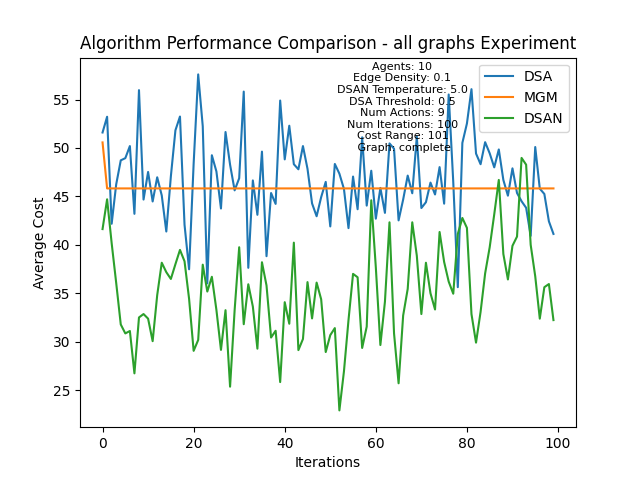 Algorithm Performance Comparison - all graphs Experiment
Agents: 10
Edge Density: 0.1
DSAN Temperature: 5.0
DSA Threshold: 0.5
Num Actions: 9
Num Iterations: 100
Cost Range: 101
Graph: complete
DSA
MGM
DSAN
Average Cost
55
50
45
40
35
30
25
0 20 40 60 80 100
Iterations